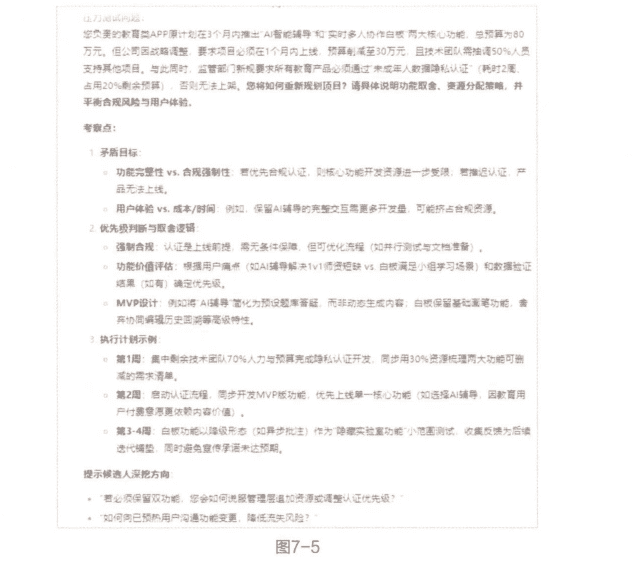 压力测试问题：
您负责的教育类APP原计划在3个月内推出“AI智能辅导”和“实时多人协作白板”两大核心功能，总预算为80
万元。但公司因战略调整，要求项目必须在1个月内上线，预算削减至30万元，且技术团队需抽调50%人员
支持其他项目。与此同时，监管部门新规要求所有教育产品必须通过“未成年人数据隐私认证”（耗时2周，
占用20%剩余预算），否则无法上架。您将如何重新规划项目？请具体说明功能取舍、资源分配策略，并
平衡合规风险与用户体验。
考察点：
1. 矛盾目标：
○ 功能完整性 vs. 合规强制性：若优先合规认证，则核心功能开发资源进一步受限；若推迟认证，产
品无法上线。
○ 用户体验 vs. 成本/时间：例如，保留AI辅导的完整交互需更多开发量，可能挤占合规资源。
2. 优先级判断与取舍逻辑：
○ 强制合规：认证是上线前提，需无条件保障，但可优化流程（如并行测试与文档准备）。
○ 功能价值评估：根据用户痛点（如AI辅导解决1v1师资短缺 vs. 白板满足小组学习场景）和数据验证
结果（如有）确定优先级。
○ MVP设计：例如将“AI辅导”简化为预设题库答疑，而非动态生成内容；白板保留基础画笔功能，舍
弃协同编辑历史回溯等高级特性。
3. 执行计划示例：
○ 第1周：集中剩余技术团队70%人力与预算完成隐私认证开发，同步用30%资源梳理两大功能可删
减的需求清单。
○ 第2周：启动认证流程，同步开发MVP版功能，优先上线单一核心功能（如选择AI辅导，因教育用
户付费意愿更依赖内容价值）。
○ 第3-4周：白板功能以降级形态（如异步批注）作为“隐藏实验室功能”小范围测试，收集反馈为后续
迭代铺垫，同时避免宣传承诺未达预期。
提示候选人深挖方向：
• “若必须保留双功能，您会如何说服管理层追加资源或调整认证优先级？”
• “如何向已预热用户沟通功能变更，降低流失风险？”
图7-5